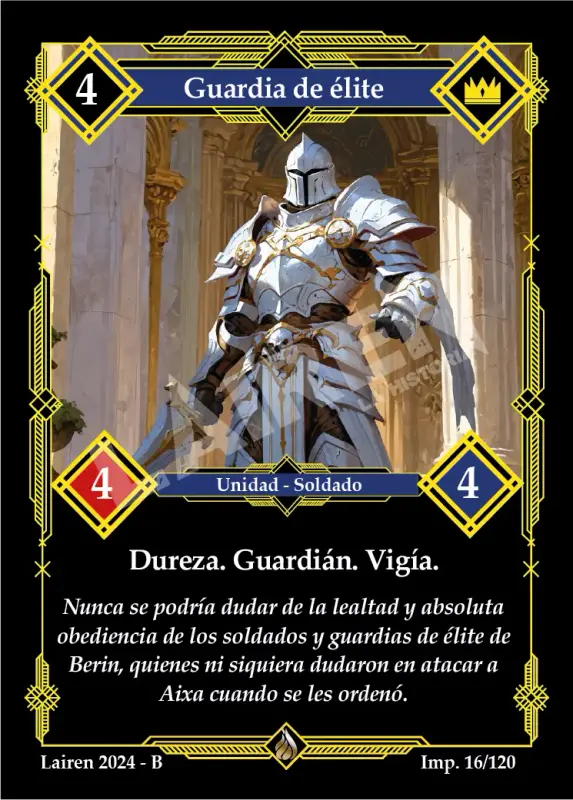 4
Guardia de élite
4
Unidad - Soldado
4
Dureza. Guardián. Vigía.
Nunca se podría dudar de la lealtad y absoluta
obediencia de los soldados y guardias de élite de
Berin, quienes ni siquiera dudaron en atacar a
Aixa cuando se les ordenó.
Lairen 2024 - B
Imp. 16/120